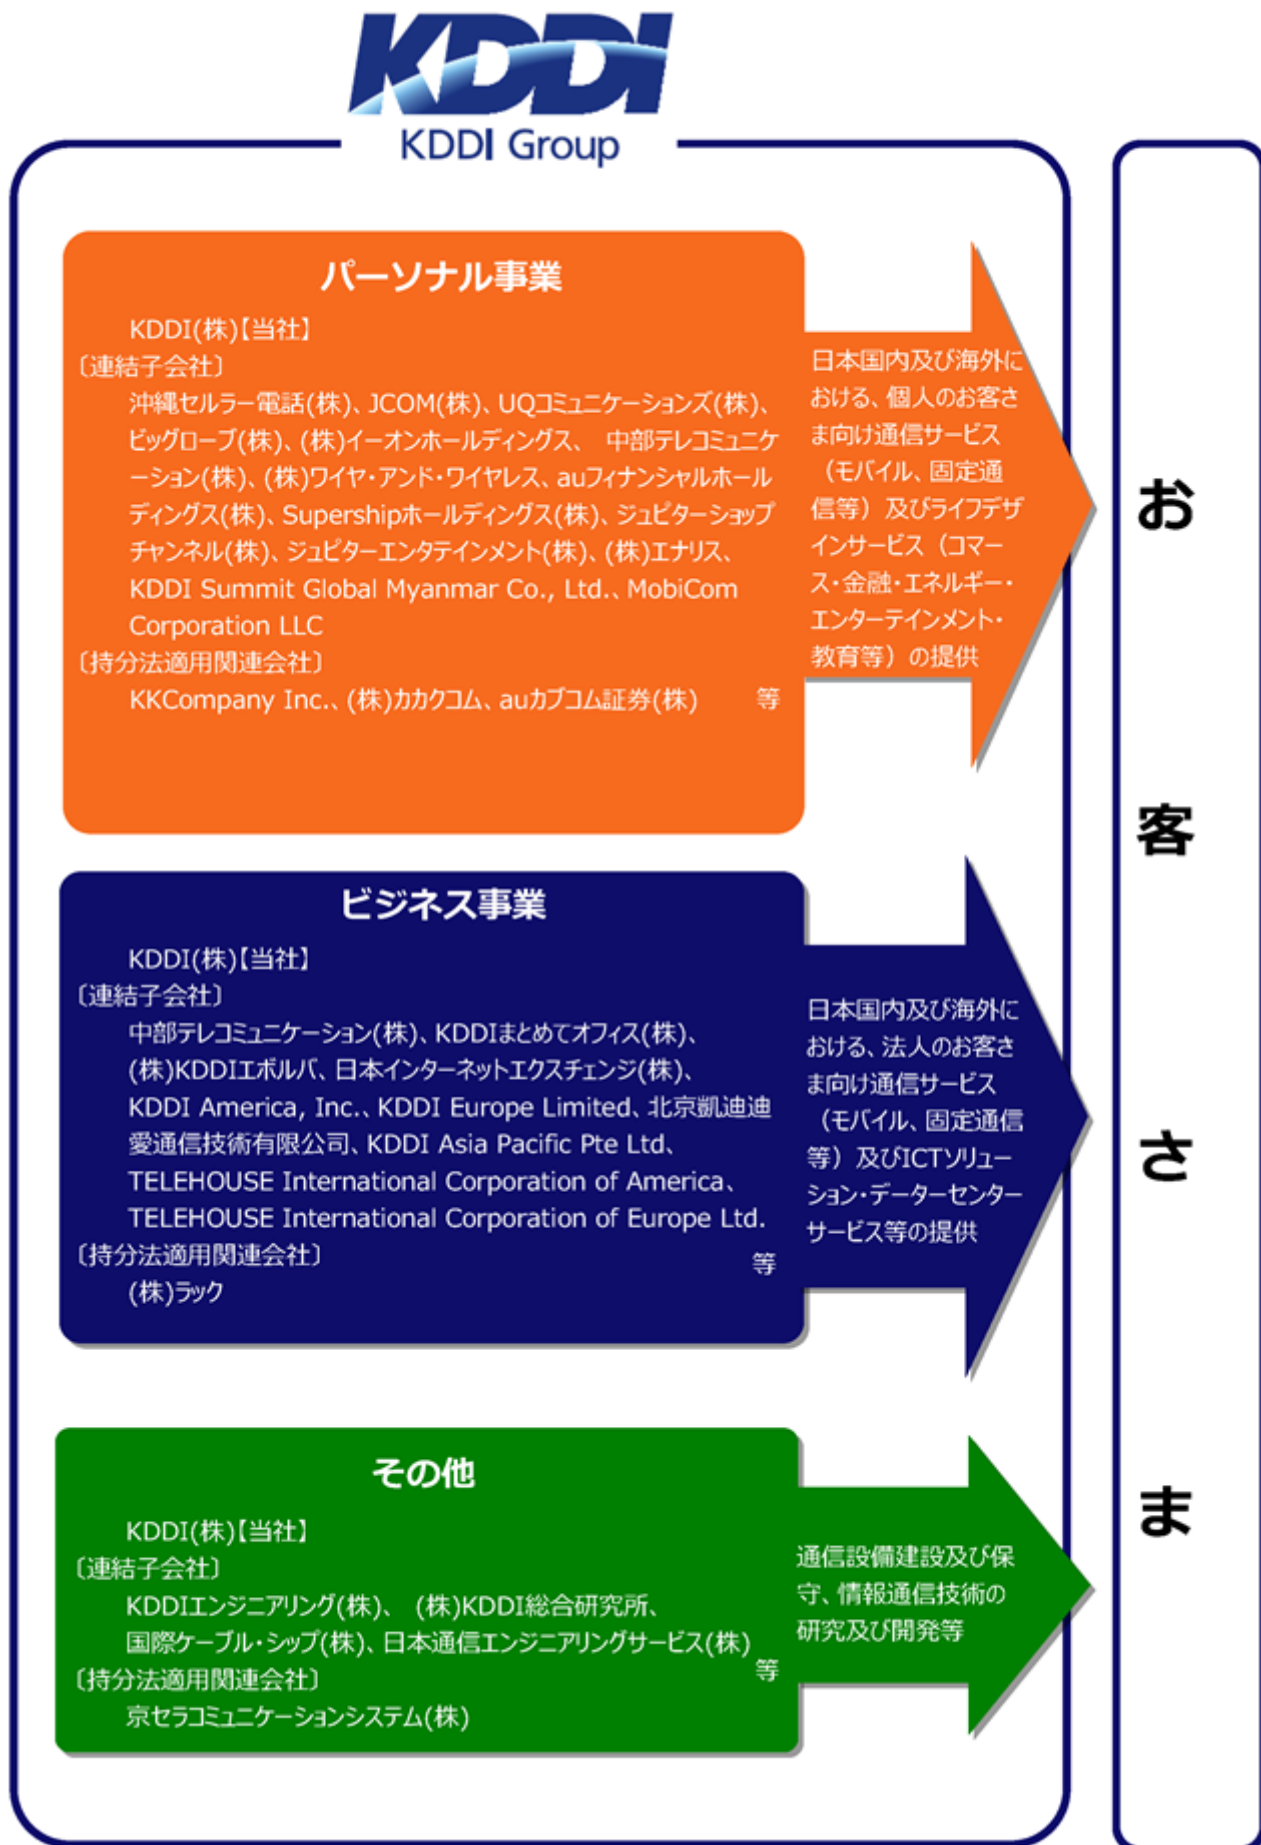 KDDI
KDDI Group
パーソナル事業
KDDI(株)【当社】
〔連結子会社〕
沖縄セルラー電話(株)、JCOM(株)、UQコミュニケーションズ(株)、
ビッグローブ(株)、(株)イーオンホールディングス、 中部テレコミュニケ
ーション(株)、(株)ワイヤ・アンド・ワイヤレス、auフィナンシャルホール
ディングス(株)、Supershipホールディングス(株)、ジュピターショップ
チャンネル(株)、ジュピターエンタテインメント(株)、(株)エナリス、
KDDI Summit Global Myanmar Co., Ltd.、MobiCom
Corporation LLC
〔持分法適用関連会社〕
KKCompany Inc.、(株)カカクコム、auカブコム証券(株) 等
日本国内及び海外に
おける、個人のお客さ
ま向け通信サービス
（モバイル、固定通
信等）及びライフデザ
インサービス（コマー
ス・金融・エネルギー・
エンターテインメント・
教育等）の提供
ビジネス事業
KDDI(株)【当社】
〔連結子会社〕
中部テレコミュニケーション(株)、KDDIまとめてオフィス(株)、
(株)KDDIエボルバ、日本インターネットエクスチェンジ(株)、
KDDI America, Inc.、KDDI Europe Limited、北京凱迪迪
愛通信技術有限公司、KDDI Asia Pacific Pte Ltd、
TELEHOUSE International Corporation of America、
TELEHOUSE International Corporation of Europe Ltd.
〔持分法適用関連会社〕 等
(株)ラック
日本国内及び海外に
おける、法人のお客さ
ま向け通信サービス
（モバイル、固定通信
等）及びICTソリュー
ション・データーセンター
サービス等の提供
その他
KDDI(株)【当社】
〔連結子会社〕
KDDIエンジニアリング(株)、 (株)KDDI総合研究所、
国際ケーブル・シップ(株)、日本通信エンジニアリングサービス(株)
〔持分法適用関連会社〕 等
京セラコミュニケーションシステム(株)
通信設備建設及び保
守、情報通信技術の
研究及び開発等
お
客
さ
ま